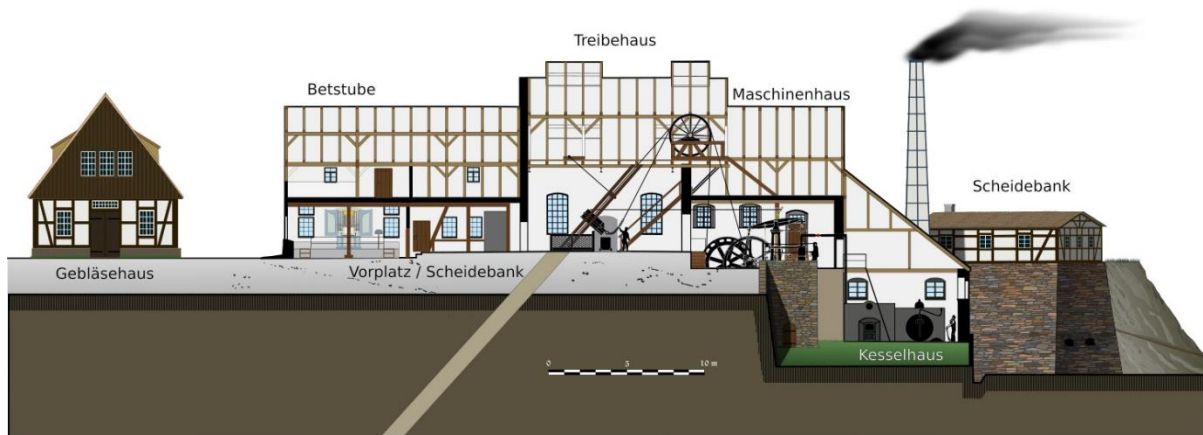 Treibehaus
Betstube
Maschinenhaus
Scheidebank
Gebläsehaus
Vorplatz / Scheidebank
Kesselhaus
0 5 10 m